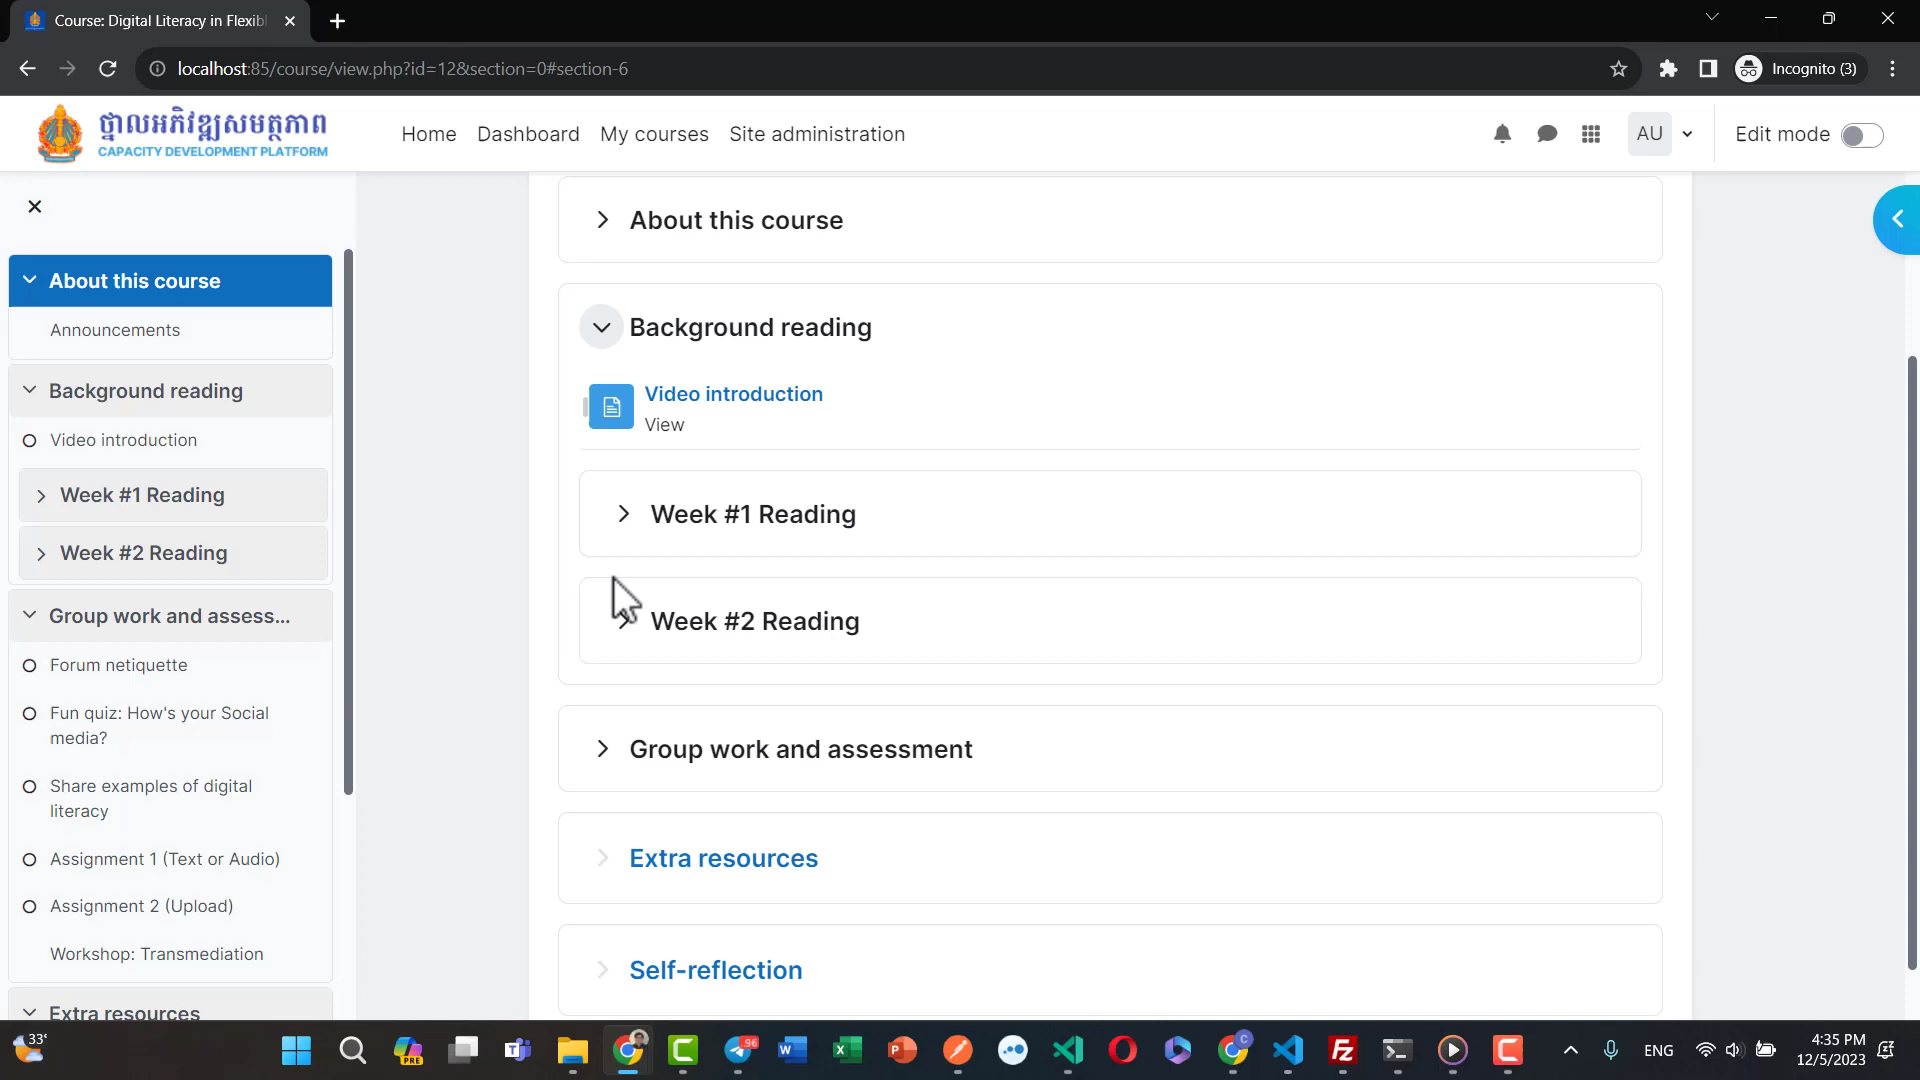 Course: Digital Literacy in Flexibl
localhost:85/course/view.php?id=12&section=0#section-6
Incognito (3)
ថ្នាលអភិវឌ្ឍសមត្ថភាព
CAPACITY DEVELOPMENT PLATFORM
Home Dashboard My courses Site administration
AU
Edit mode
About this course
Announcements
Background reading
Video introduction
Week #1 Reading
Week #2 Reading
Group work and assess...
Forum netiquette
Fun quiz: How's your Social
media?
Share examples of digital
literacy
Assignment 1 (Text or Audio)
Assignment 2 (Upload)
Workshop: Transmediation
Extra resources
About this course
Background reading
Video introduction
View
Week #1 Reading
Week #2 Reading
Group work and assessment
Extra resources
Self-reflection
33°
PRE
96
C
ENG
4:35 PM
12/5/2023